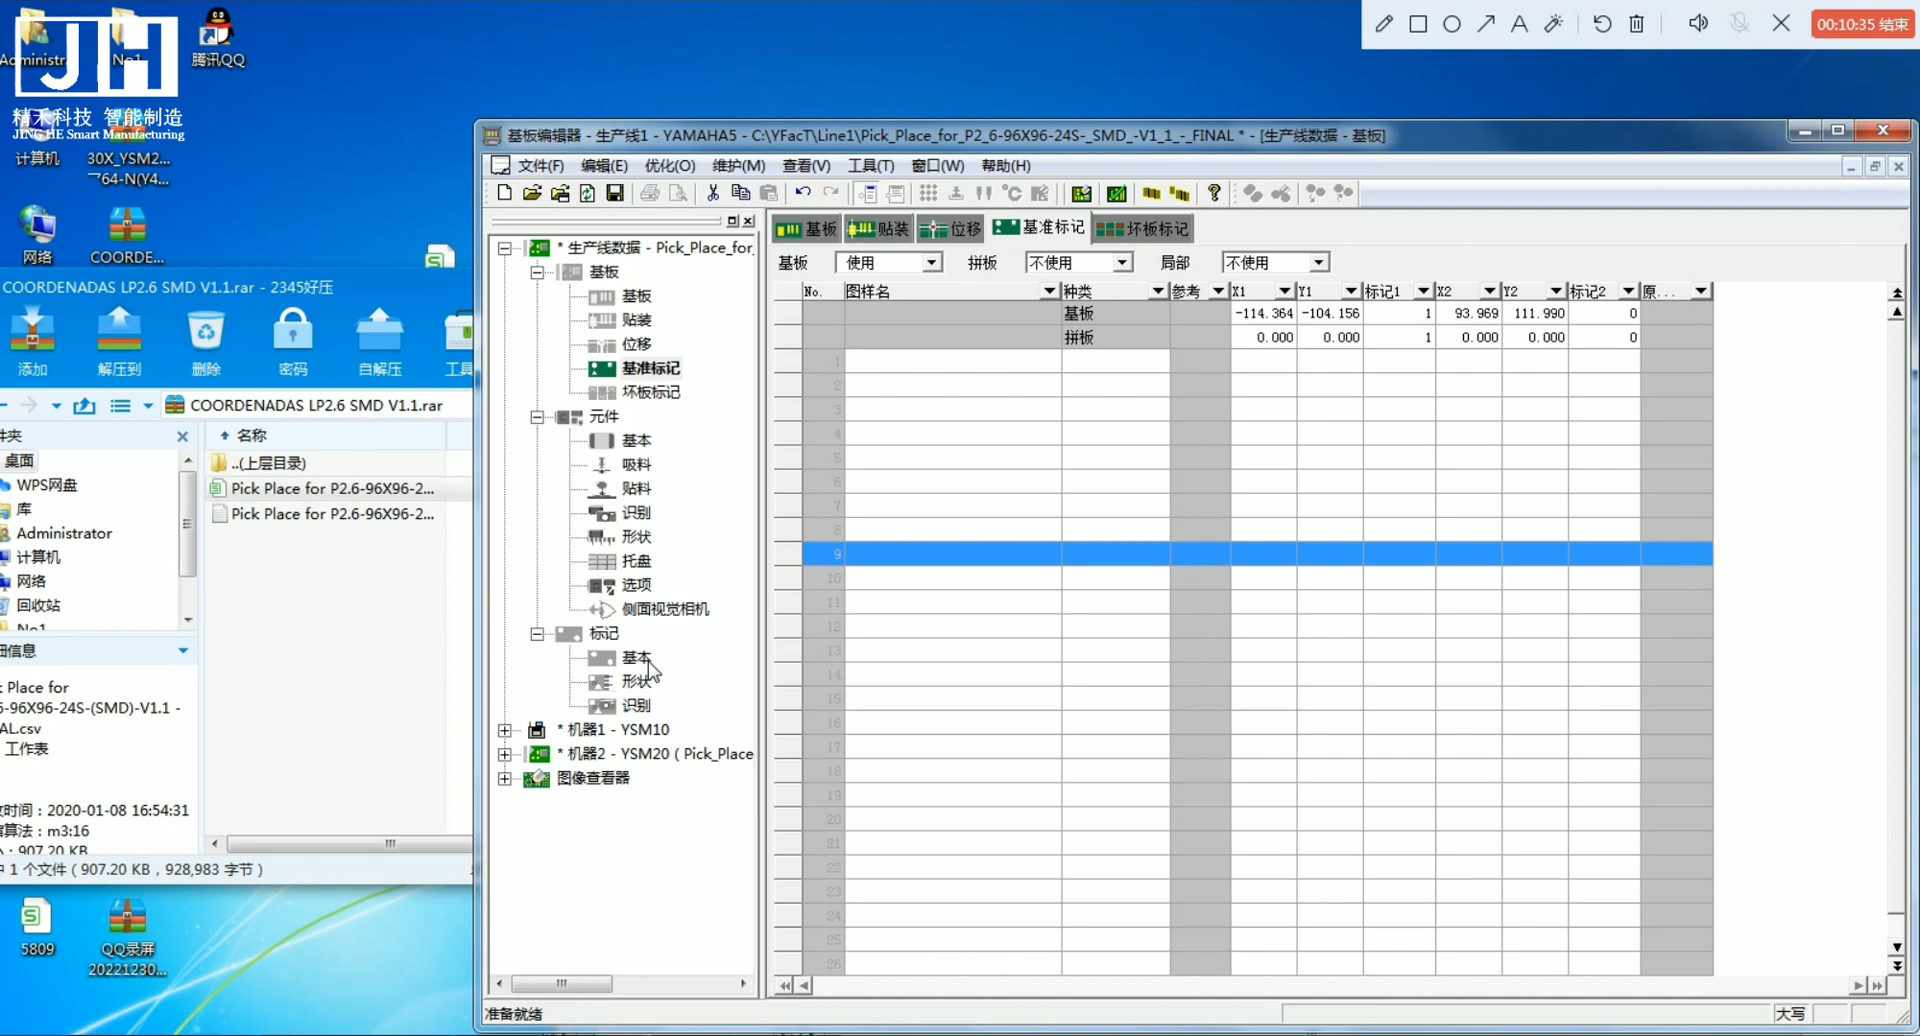 00:10:35 结束
Administr...
No1
腾讯QQ
JH
精禾科技 智能制造
JING HE Smart Manufacturing
计算机
30X_YSM2...
764-N(Y4...
网络
COORDE...
COORDENADAS LP2.6 SMD V1.1.rar - 2345好压
添加
解压到
删除
密码
自解压
工具
COORDENADAS LP2.6 SMD V1.1.rar
件夹
名称
桌面
WPS网盘
库
Administrator
计算机
网络
回收站
No1
..(上层目录)
Pick Place for P2.6-96X96-2...
Pick Place for P2.6-96X96-2...
细信息
: Place for
6-96X96-24S-(SMD)-V1.1 -
AL.csv
工作表
时间：2020-01-08 16:54:31
算法：m3:16
: 907.20 KB
中 1 个文件 ( 907.20 KB，928,983 字节 )
5809
QQ录屏
20221230...
基板编辑器 - 生产线1 - YAMAHA5 - C:\YFacT\Line1\Pick_Place_for_P2_6-96X96-24S-_SMD_-V1_1_-_FINAL * - [生产线数据 - 基板]
文件(F) 编辑(E) 优化(O) 维护(M) 查看(V) 工具(T) 窗口(W) 帮助(H)
* 生产线数据 - Pick_Place_for_
基板
基板
贴装
位移
基准标记
坏板标记
元件
基本
吸料
贴料
识别
形状
托盘
选项
侧面视觉相机
标记
基本
形状
识别
* 机器1 - YSM10
* 机器2 - YSM20 ( Pick_Place
图像查看器
基板 贴装 位移 基准标记 坏板标记
基板 使用 拼板 不使用 局部 不使用
No. 图样名 种类 参考 X1 Y1 标记1 X2 Y2 标记2 原...
基板 -114.364 -104.156 1 93.969 111.990 0
拼板 0.000 0.000 1 0.000 0.000 0
1
2
3
4
5
6
7
8
9
10
11
12
13
14
15
16
17
18
19
20
21
22
23
24
25
26
准备就绪
大写